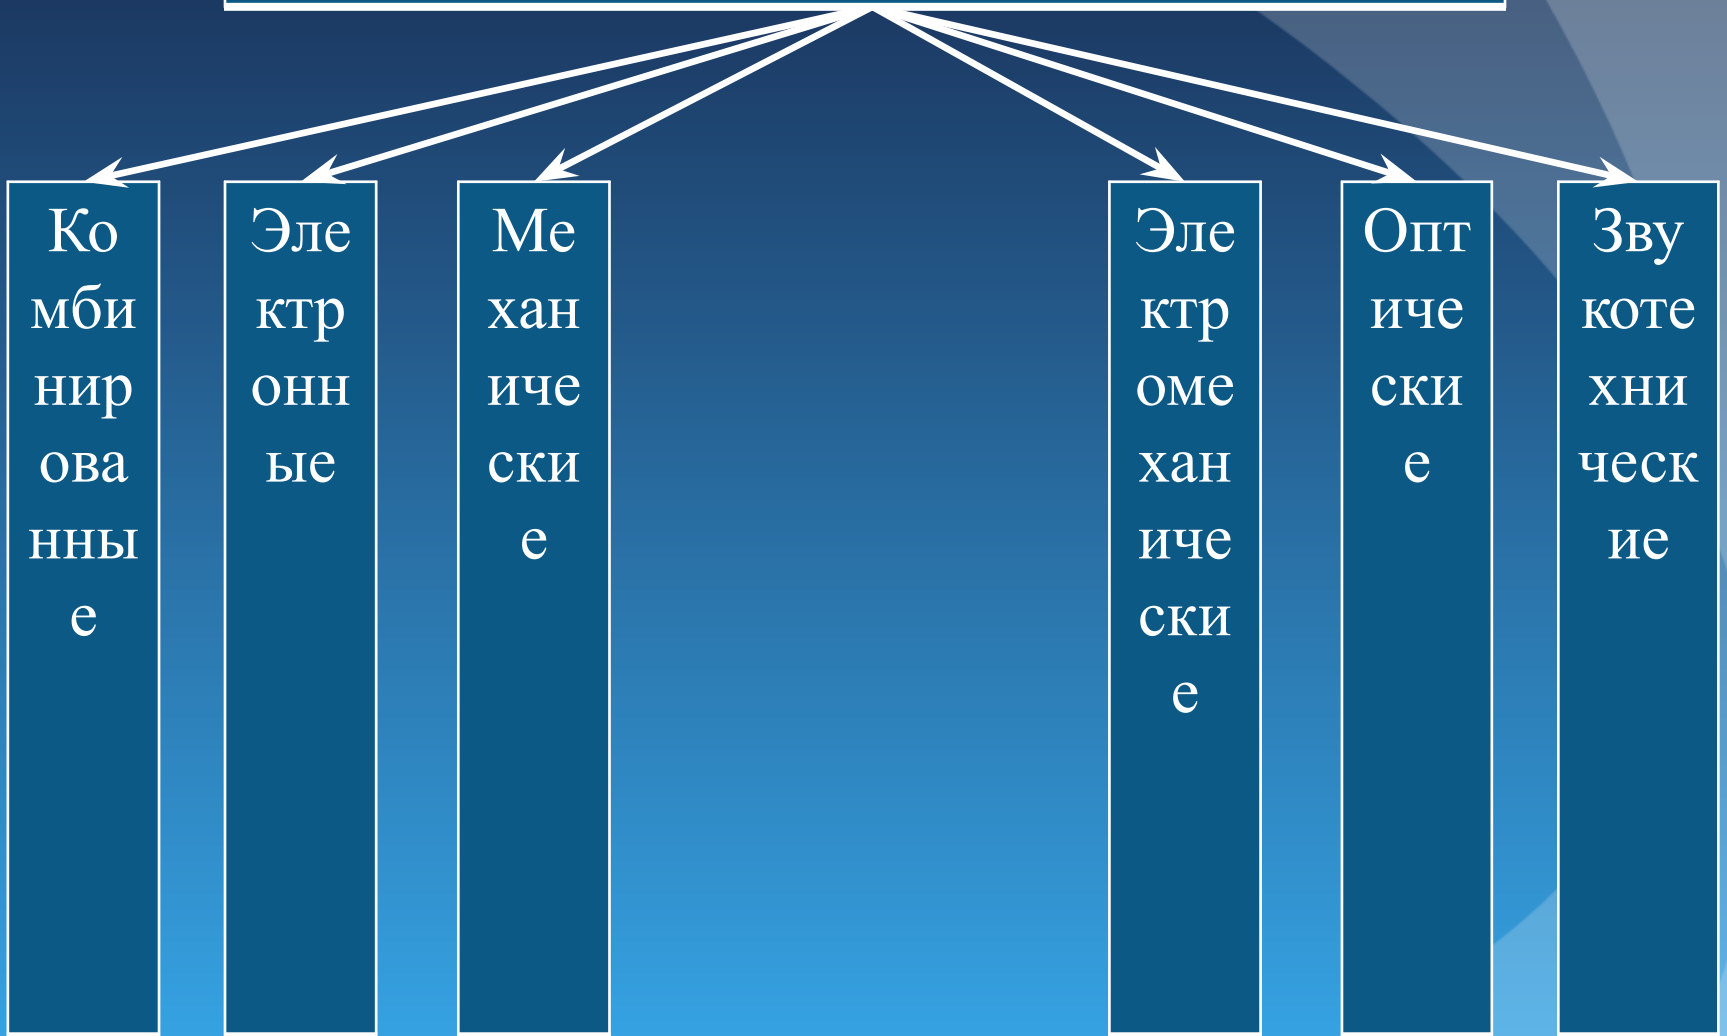 Ко
мби
нир
ова
нны
е
Эле
ктр
онн
ые
Ме
хан
иче
ски
е
Эле
ктр
оме
хан
иче
ски
е
Опт
иче
ски
е
Зву
коте
хни
ческ
ие